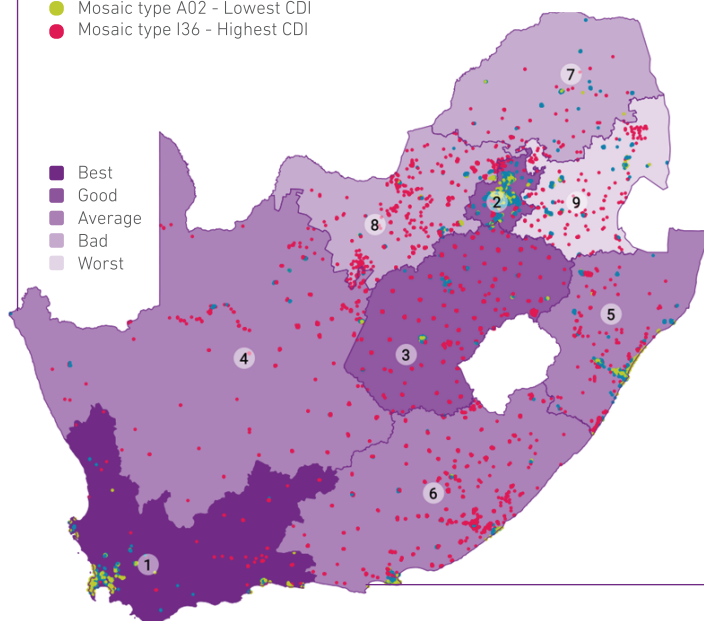 Mosaic type A02 - Lowest CDI
Mosaic type I36 - Highest CDI
Best
Good
Average
Bad
Worst
7
2
9
8
5
3
4
6
1